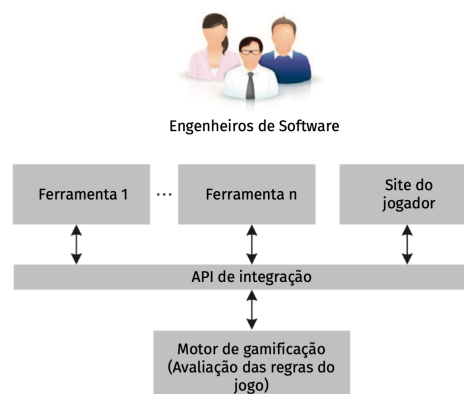 Engenheiros de Software
Ferramenta 1
...
Ferramenta n
Site do
jogador
API de integração
Motor de gamificação
(Avaliação das regras do
jogo)